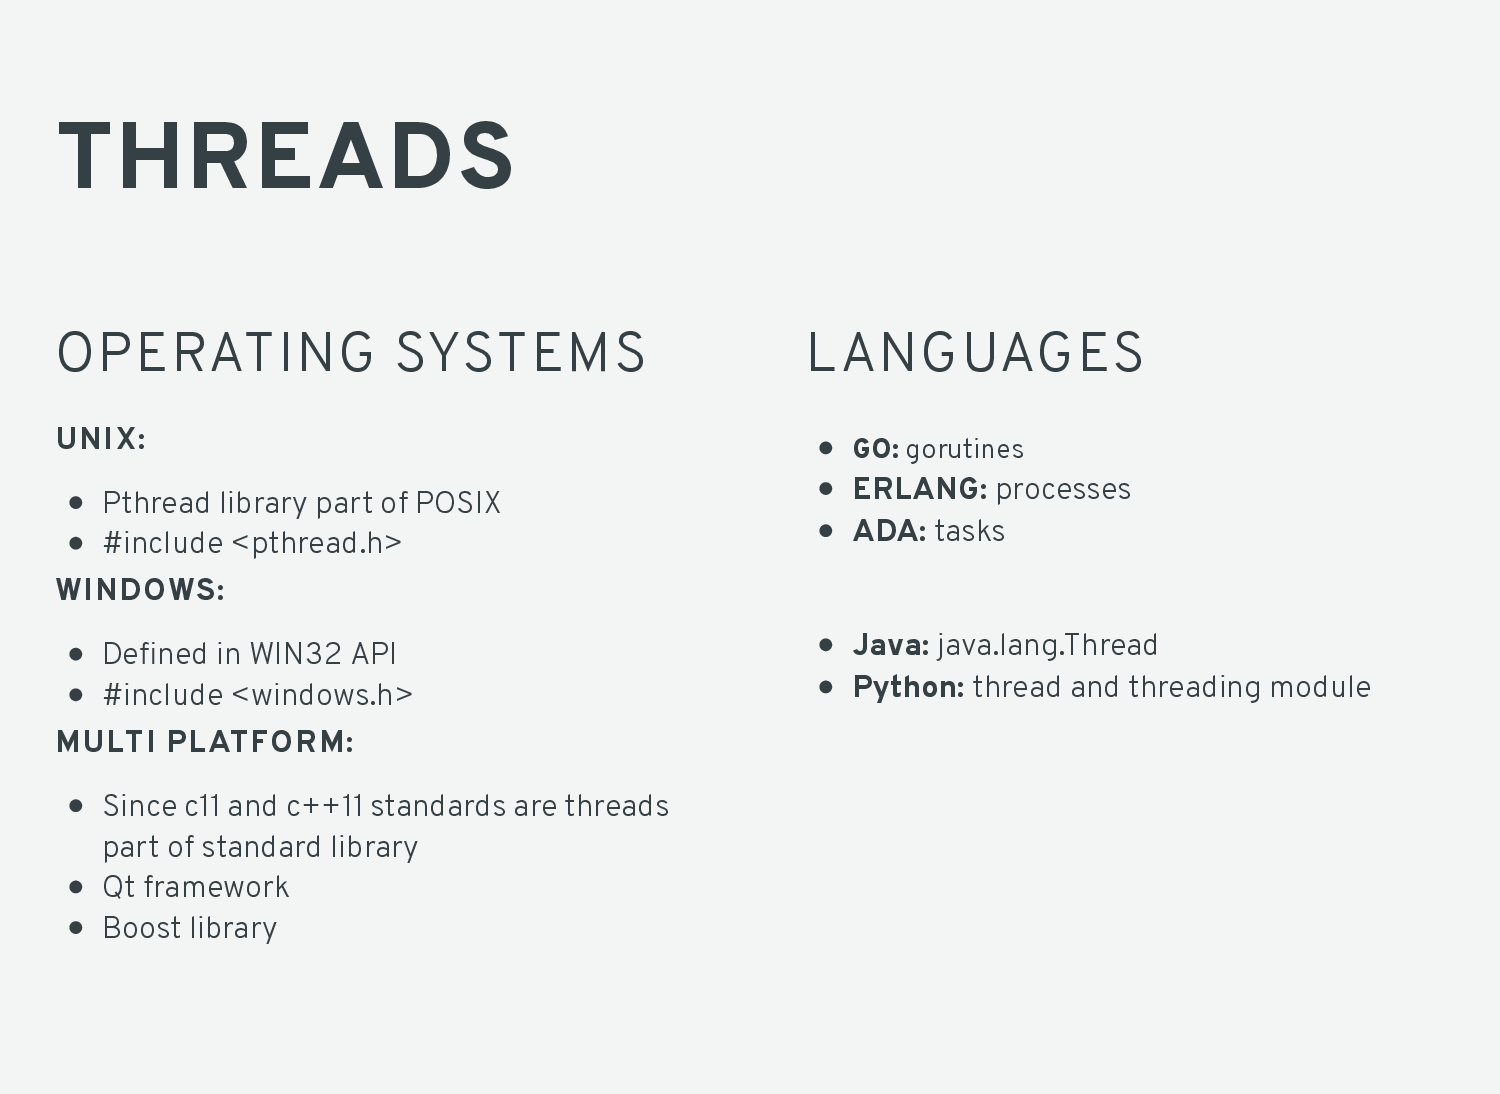 THREADS
OPERATING SYSTEMS
UNIX:
● Pthread library part of POSIX
● #include <pthread.h>
WINDOWS:
● Defined in WIN32 API
● #include <windows.h>
MULTI PLATFORM:
● Since c11 and c++11 standards are threads
part of standard library
● Qt framework
● Boost library
LANGUAGES
● GO: gorutines
● ERLANG: processes
● ADA: tasks
● Java: java.lang.Thread
● Python: thread and threading module